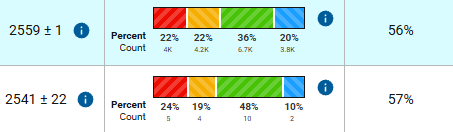 2559 ± 1 i
i
Percent 22% 22% 36% 20%
Count 4K 4.2K 6.7K 3.8K
56%
2541 ± 22 i
i
Percent 24% 19% 48% 10%
Count 5 4 10 2
57%